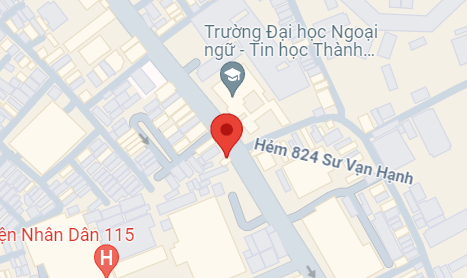 Trường Đại học Ngoại
ngữ - Tin học Thành...
Hẻm 824 Sư Vạn Hạnh
ện Nhân Dân 115
H